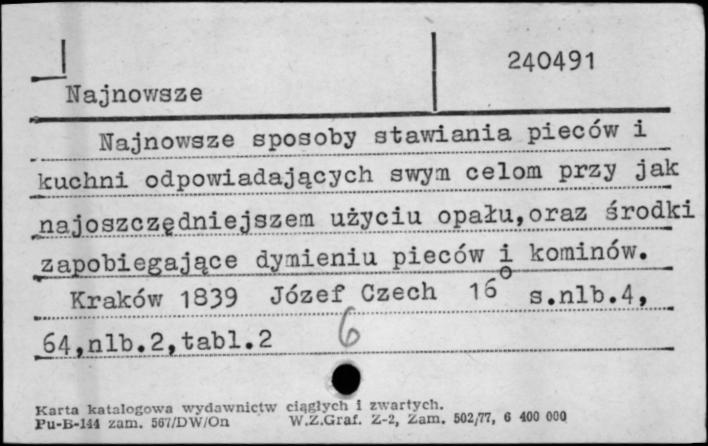 240491
Najnowsze
Najnowsze sposoby stawiania pieców i
kuchni odpowiadających swym celom przy jak
najoszczędniejszem użyciu opału,oraz środki
zapobiegające dymieniu pieców i kominów.
Kraków 1839 Józef Czech 16° s.nlb.4,
64,nlb.2,tabl.2 6
Karta katalogowa wydawnictw ciągłych i zwartych.
Pu-B-144 zam. 567/DW/On W.Z.Graf. Z-2, Zam. 502/77, 6 400 000